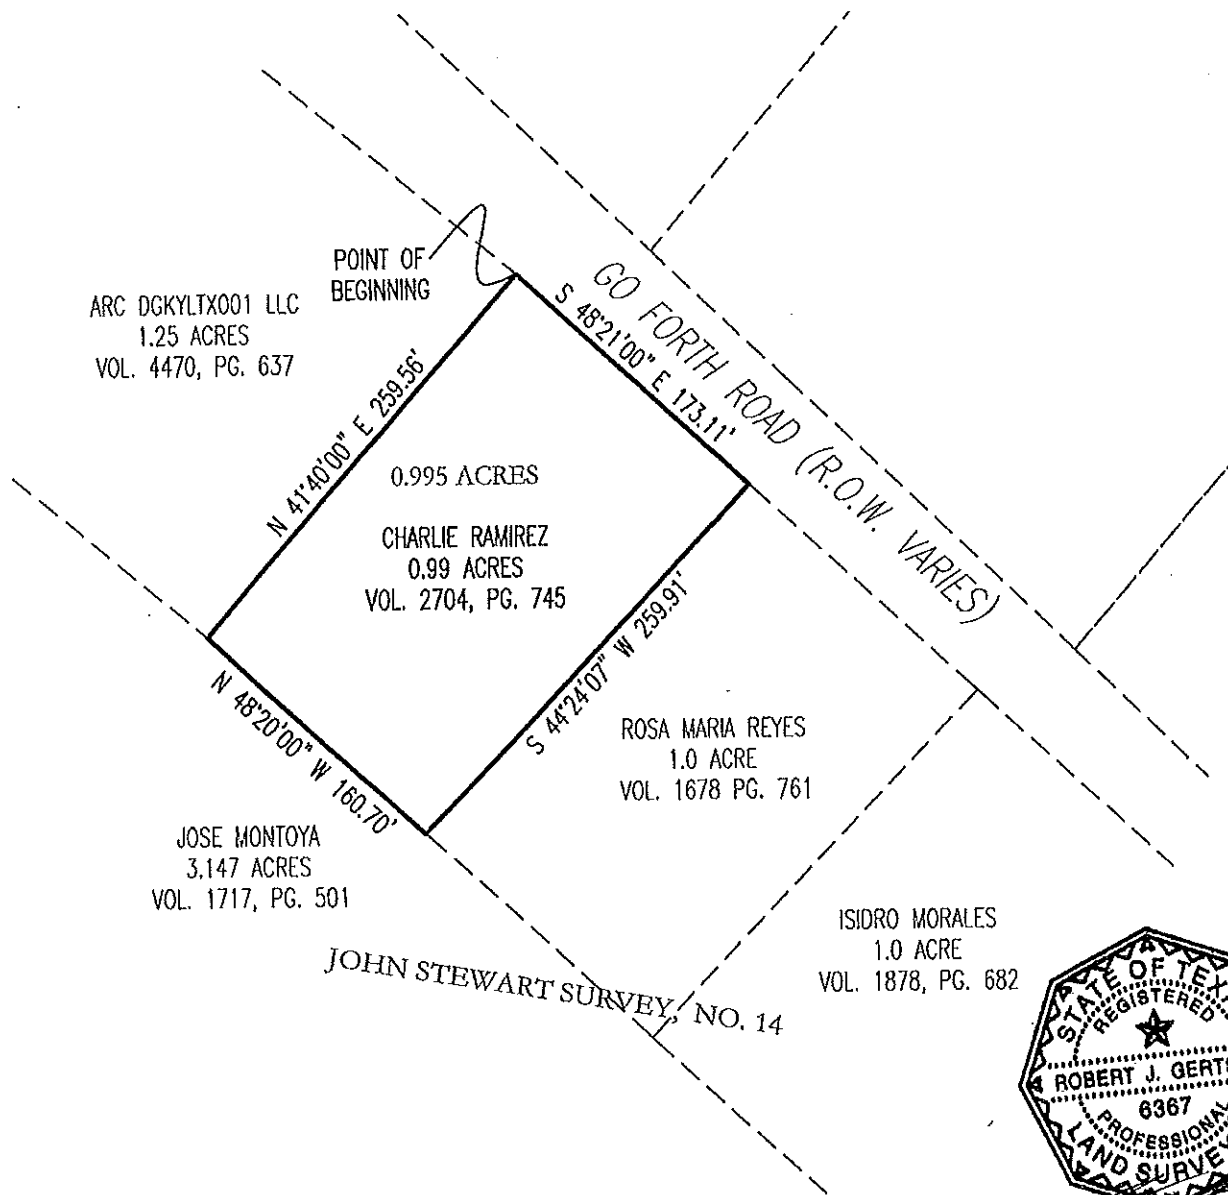 POINT OF
BEGINNING
ARC DGKYLTX001 LLC
1.25 ACRES
VOL. 4470, PG. 637
GO FORTH ROAD (R.O.W. VARIES)
S 48°21'00" E 173.11'
N 41°40'00" E 259.56'
0.995 ACRES
CHARLIE RAMIREZ
0.99 ACRES
VOL. 2704, PG. 745
S 44°24'07" W 259.91'
N 48°20'00" W 160.70'
ROSA MARIA REYES
1.0 ACRE
VOL. 1678 PG. 761
JOSE MONTOYA
3.147 ACRES
VOL. 1717, PG. 501
ISIDRO MORALES
1.0 ACRE
VOL. 1878, PG. 682
JOHN STEWART SURVEY, NO. 14
STATE OF TEX
REGISTERED
ROBERT J. GERT
6367
PROFESSIONAL
LAND SURVEY